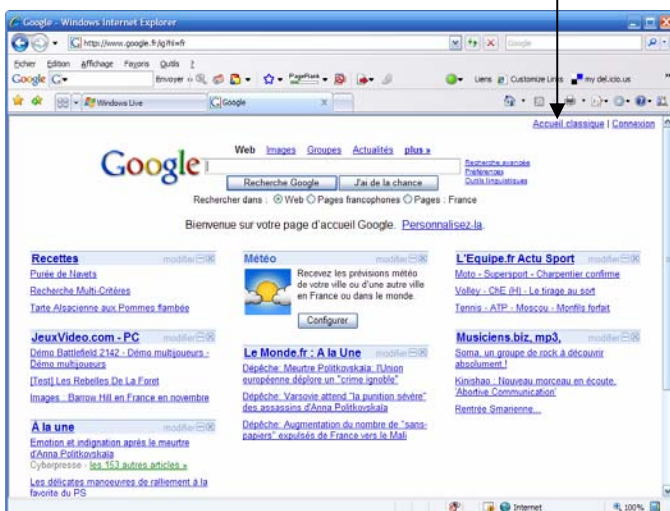 Google - Windows Internet Explorer
http://www.google.fr/ig?hl=fr
Google
Fichier Edition Affichage Favoris Outils ?
Google G Envoyer PageRank Liens Customize Links my del.icio.us
Windows Live Google
Accueil classique | Connexion
Google
Web Images Groupes Actualités plus »
Recherche avancée
Préférences
Outils linguistiques
Recherche Google J'ai de la chance
Rechercher dans : Web Pages francophones Pages : France
Bienvenue sur votre page d'accueil Google. Personnalisez-la.
Recettes modifier
Purée de Navets
Recherche Multi-Critères
Tarte Alsacienne aux Pommes flambée
JeuxVideo.com - PC modifier
Démo Battlefield 2142 - Démo multijoueurs -
Démo multijoueurs
[Test] Les Rebelles De La Foret
Images : Barrow Hill en France en novembre
À la une modifier
Emotion et indignation après le meurtre
d'Anna Politkovskaïa
Cyberpresse - les 153 autres articles »
Les délicates manoeuvres de ralliement à la
favorite du PS
Météo modifier
Recevez les prévisions météo
de votre ville ou d'une autre ville
en France ou dans le monde.
Configurer
Le Monde.fr : A la Une modifier
Dépêche: Meurtre Politkovskaïa: l'Union
européenne déplore un "crime ignoble"
Dépêche: Varsovie attend "la punition sévère"
des assassins d'Anna Politkovskaïa
Dépêche: Augmentation du nombre de "sans-
papiers" expulsés de France vers le Mali
L'Equipe.fr Actu Sport modifier
Moto - Supersport - Charpentier confirme
Volley - ChE (H) - Le tirage au sort
Tennis - ATP - Moscou - Monfils forfait
Musiciens.biz, mp3, modifier
Soma, un groupe de rock à découvrir
absolument !
Kinishao : Nouveau morceau en écoute,
'Abortive Communication'
Rentrée Smarienne...
Internet 100%